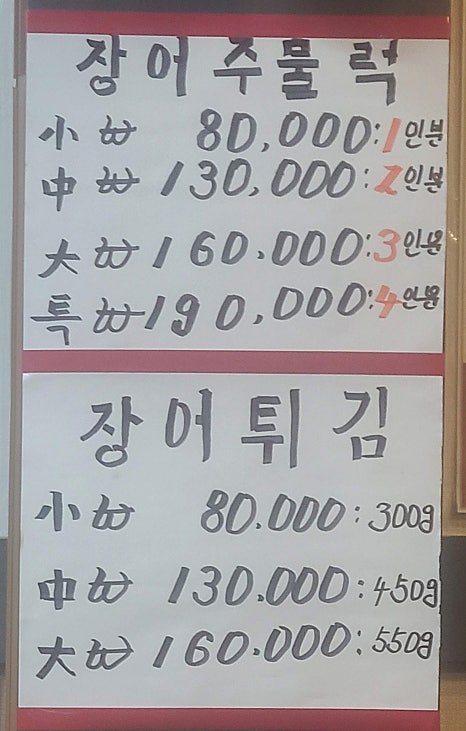 장어주물럭
小 ₩ 80,000:1인분
中 ₩ 130,000:2인분
大 ₩ 160.000:3인분
특 ₩ 190,000:4인분
장어튀김
小 ₩ 80.000:300g
中 ₩ 130.000:450g
大 ₩ 160.000:550g